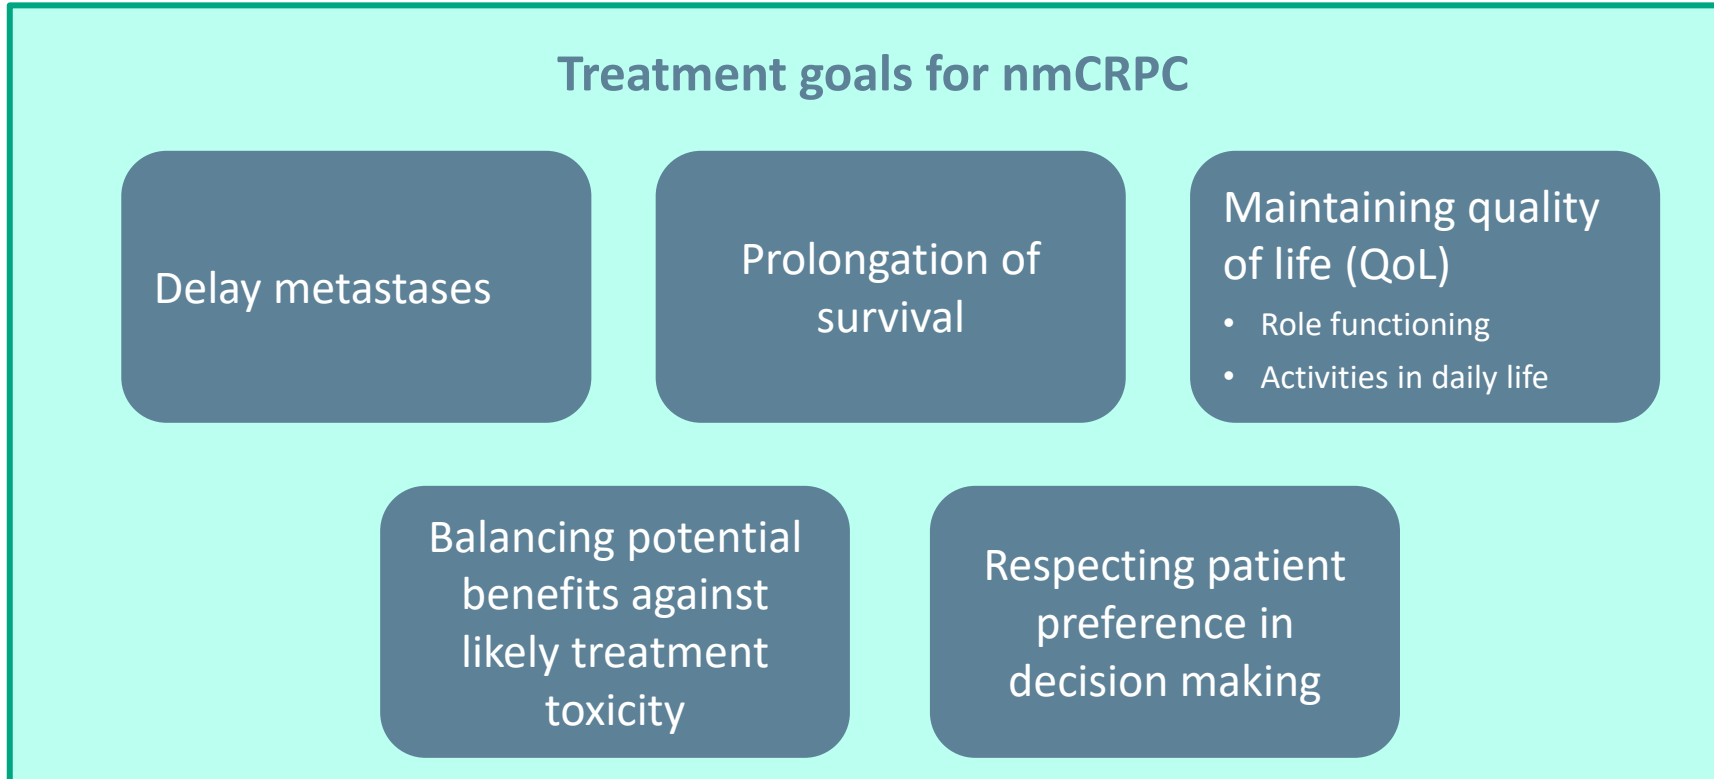 Treatment goals for nmCRPC
Delay metastases
Prolongation of
survival
Maintaining quality
of life (QoL)
• Role functioning
• Activities in daily life
Balancing potential
benefits against
likely treatment
toxicity
Respecting patient
preference in
decision making